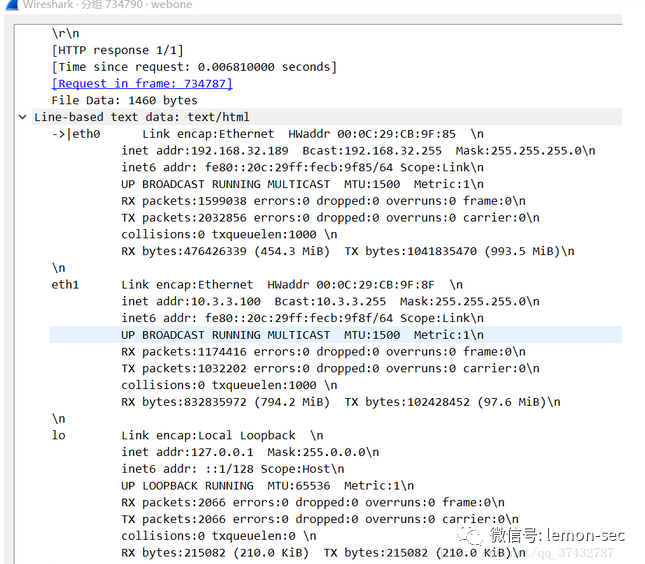 Wireshark · 分组 734790 · webone
\r\n
[HTTP response 1/1]
[Time since request: 0.006810000 seconds]
[Request in frame: 734787]
File Data: 1460 bytes
Line-based text data: text/html
->|eth0      Link encap:Ethernet  HWaddr 00:0C:29:CB:9F:85  \n
inet addr:192.168.32.189  Bcast:192.168.32.255  Mask:255.255.255.0\n
inet6 addr: fe80::20c:29ff:fecb:9f85/64 Scope:Link\n
UP BROADCAST RUNNING MULTICAST  MTU:1500  Metric:1\n
RX packets:1599038 errors:0 dropped:0 overruns:0 frame:0\n
TX packets:2032856 errors:0 dropped:0 overruns:0 carrier:0\n
collisions:0 txqueuelen:1000 \n
RX bytes:476426339 (454.3 MiB)  TX bytes:1041835470 (993.5 MiB)\n
\n
eth1      Link encap:Ethernet  HWaddr 00:0C:29:CB:9F:8F  \n
inet addr:10.3.3.100  Bcast:10.3.3.255  Mask:255.255.255.0\n
inet6 addr: fe80::20c:29ff:fecb:9f8f/64 Scope:Link\n
UP BROADCAST RUNNING MULTICAST  MTU:1500  Metric:1\n
RX packets:1174416 errors:0 dropped:0 overruns:0 frame:0\n
TX packets:1032202 errors:0 dropped:0 overruns:0 carrier:0\n
collisions:0 txqueuelen:1000 \n
RX bytes:832835972 (794.2 MiB)  TX bytes:102428452 (97.6 MiB)\n
\n
lo        Link encap:Local Loopback  \n
inet addr:127.0.0.1  Mask:255.0.0.0\n
inet6 addr: ::1/128 Scope:Host\n
UP LOOPBACK RUNNING  MTU:65536  Metric:1\n
RX packets:2066 errors:0 dropped:0 overruns:0 frame:0\n
TX packets:2066 errors:0 dropped:0 overruns:0 carrier:0\n
collisions:0 txqueuelen:0 \n
微信号: lemon-sec
RX bytes:215082 (210.0 KiB)  TX bytes:215082 (210.0 KiB)\n
qq_37432787